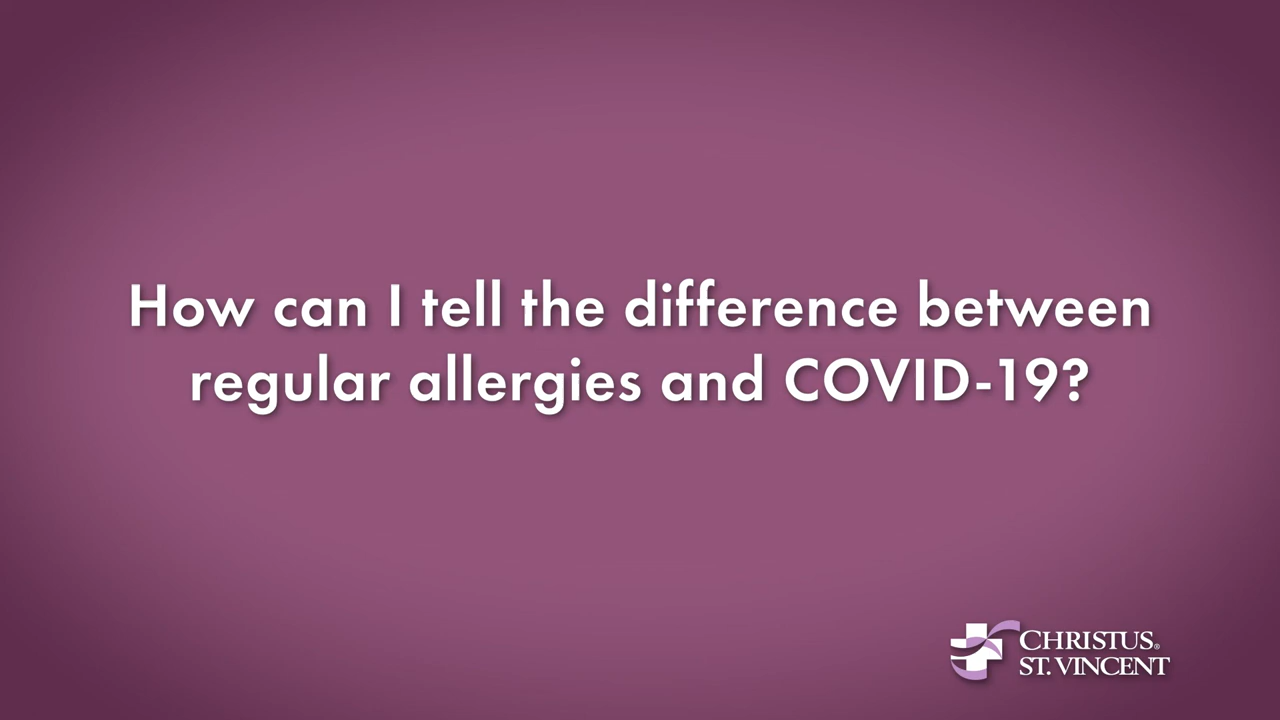 How can I tell the difference between
regular allergies and COVID-19?
CHRISTUS®
ST. VINCENT